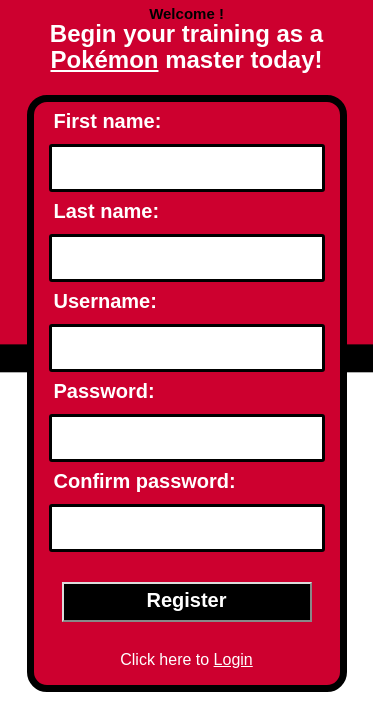 Welcome !
Begin your training as a
Pokémon master today!
First name:
Last name:
Username:
Password:
Confirm password:
Register
Click here to Login